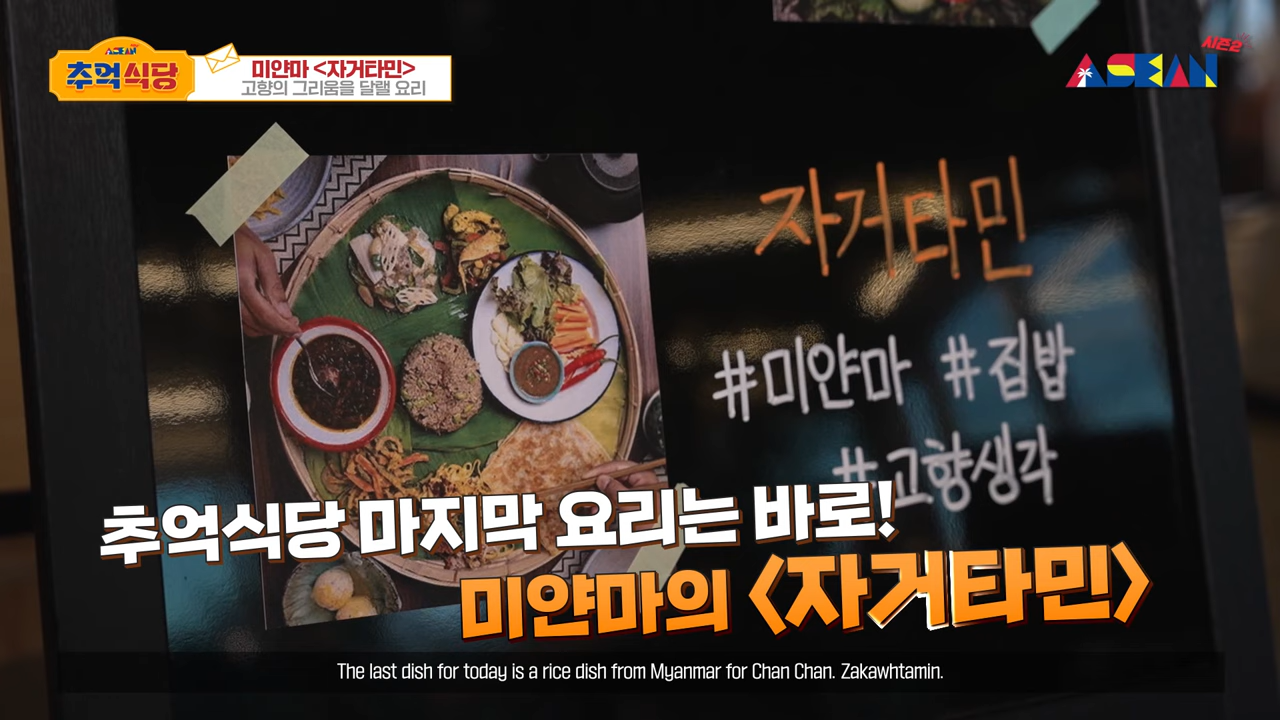 ASEAN
추억식당
미얀마 <자거타민>
고향의 그리움을 달랠 요리
시즌2
ASEAN
자거타민
#미얀마 #집밥
#고향생각
추억식당 마지막 요리는 바로!
미얀마의 <자거타민>
The last dish for today is a rice dish from Myanmar for Chan Chan. Zakawhtamin.